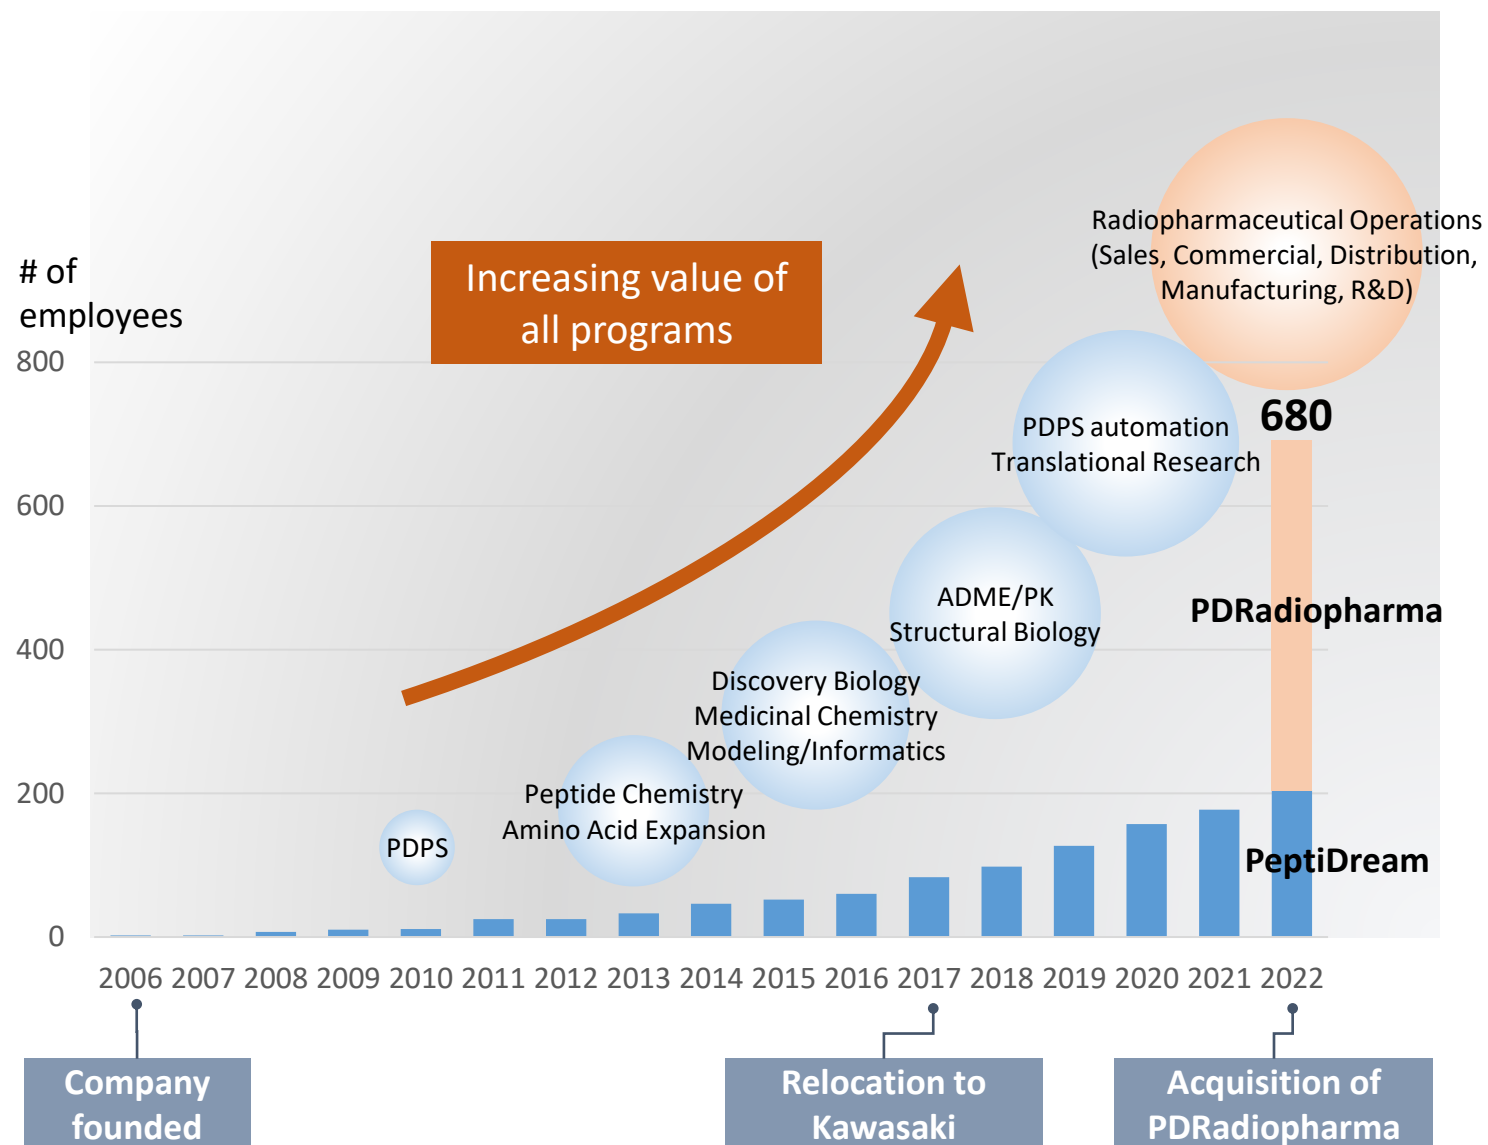 Radiopharmaceutical Operations
(Sales, Commercial, Distribution,
Manufacturing, R&D)
Increasing value of
all programs
# of
employees
800
600
400
200
0
680
PDPS automation
Translational Research
ADME/PK
Structural Biology
PDRadiopharma
Discovery Biology
Medicinal Chemistry
Modeling/Informatics
Peptide Chemistry
Amino Acid Expansion
PDPS
PeptiDream
2006 2007 2008 2009 2010 2011 2012 2013 2014 2015 2016 2017 2018 2019 2020 2021 2022
Company
founded
Relocation to
Kawasaki
Acquisition of
PDRadiopharma